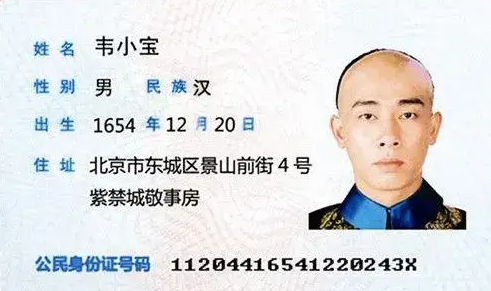 姓名 韦小宝
性别 男 民族 汉
出生 1654 年 12 月 20 日
住址 北京市东城区景山前街4号
紫禁城敬事房
公民身份证号码 11204416541220243X